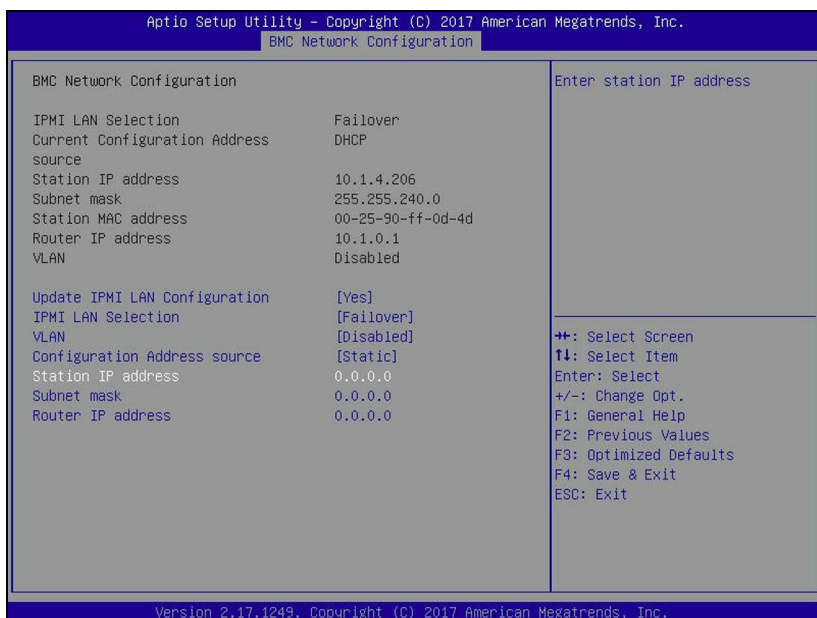 Aptio Setup Utility – Copyright (C) 2017 American Megatrends, Inc.
BMC Network Configuration
BMC Network Configuration
IPMI LAN Selection Failover
Current Configuration Address source DHCP
Station IP address 10.1.4.206
Subnet mask 255.255.240.0
Station MAC address 00-25-90-ff-0d-4d
Router IP address 10.1.0.1
VLAN Disabled
Update IPMI LAN Configuration [Yes]
IPMI LAN Selection [Failover]
VLAN [Disabled]
Configuration Address source [Static]
Station IP address 0.0.0.0
Subnet mask 0.0.0.0
Router IP address 0.0.0.0
Enter station IP address
→←: Select Screen
↑↓: Select Item
Enter: Select
+/-: Change Opt.
F1: General Help
F2: Previous Values
F3: Optimized Defaults
F4: Save & Exit
ESC: Exit
Version 2.17.1249. Copyright (C) 2017 American Megatrends, Inc.